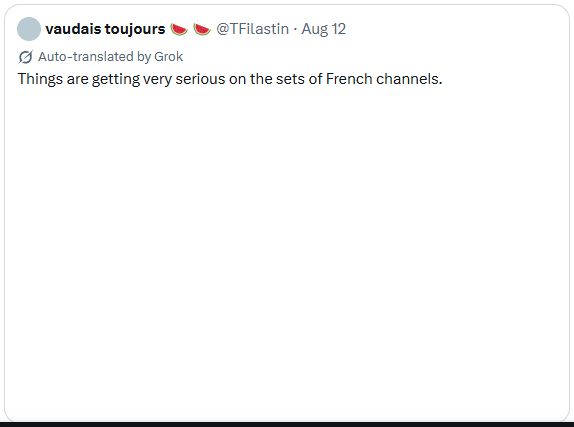 vaudais toujours 🍉 🍉 @TFilastin · Aug 12
Auto-translated by Grok
Things are getting very serious on the sets of French channels.